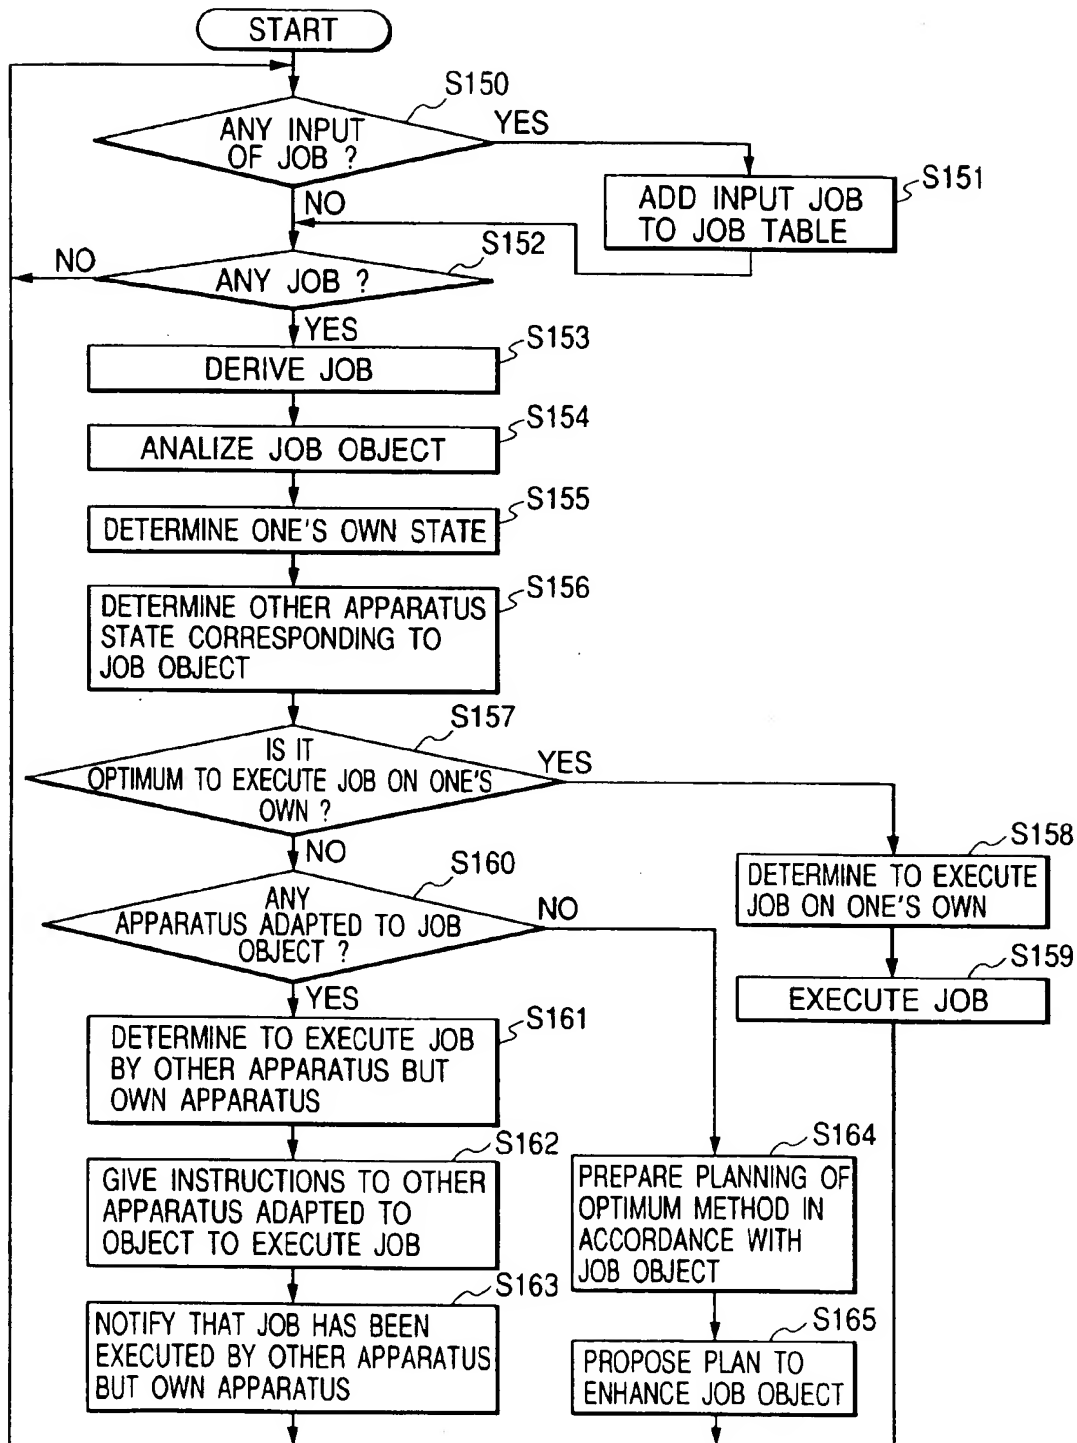 START
S150
ANY INPUT
OF JOB ?
YES
S151
ADD INPUT JOB
TO JOB TABLE
NO
S152
NO
ANY JOB ?
YES
S153
DERIVE JOB
S154
ANALIZE JOB OBJECT
S155
DETERMINE ONE'S OWN STATE
S156
DETERMINE OTHER APPARATUS
STATE CORRESPONDING TO
JOB OBJECT
S157
IS IT
OPTIMUM TO EXECUTE JOB ON ONE'S
OWN ?
YES
NO
S158
DETERMINE TO EXECUTE
JOB ON ONE'S OWN
S159
EXECUTE JOB
S160
ANY
APPARATUS ADAPTED TO JOB
OBJECT ?
NO
YES
S161
DETERMINE TO EXECUTE JOB
BY OTHER APPARATUS BUT
OWN APPARATUS
S162
GIVE INSTRUCTIONS TO OTHER
APPARATUS ADAPTED TO
OBJECT TO EXECUTE JOB
S163
NOTIFY THAT JOB HAS BEEN
EXECUTED BY OTHER APPARATUS
BUT OWN APPARATUS
S164
PREPARE PLANNING OF
OPTIMUM METHOD IN
ACCORDANCE WITH
JOB OBJECT
S165
PROPOSE PLAN TO
ENHANCE JOB OBJECT